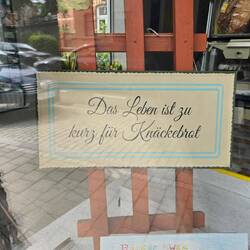 Das Leben ist zu
kurz für Knäckebrot